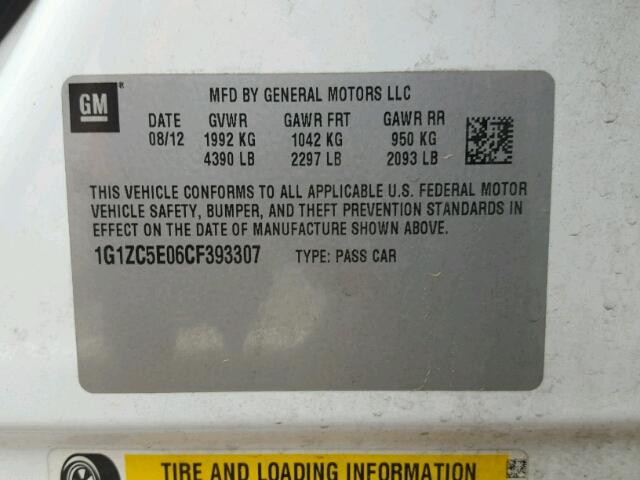 GM ®
MFD BY GENERAL MOTORS LLC
DATE GVWR GAWR FRT GAWR RR
08/12 1992 KG 1042 KG 950 KG
4390 LB 2297 LB 2093 LB
THIS VEHICLE CONFORMS TO ALL APPLICABLE U.S. FEDERAL MOTOR
VEHICLE SAFETY, BUMPER, AND THEFT PREVENTION STANDARDS IN
EFFECT ON THE DATE OF MANUFACTURE SHOWN ABOVE.
1G1ZC5E06CF393307 TYPE: PASS CAR
TIRE AND LOADING INFORMATION